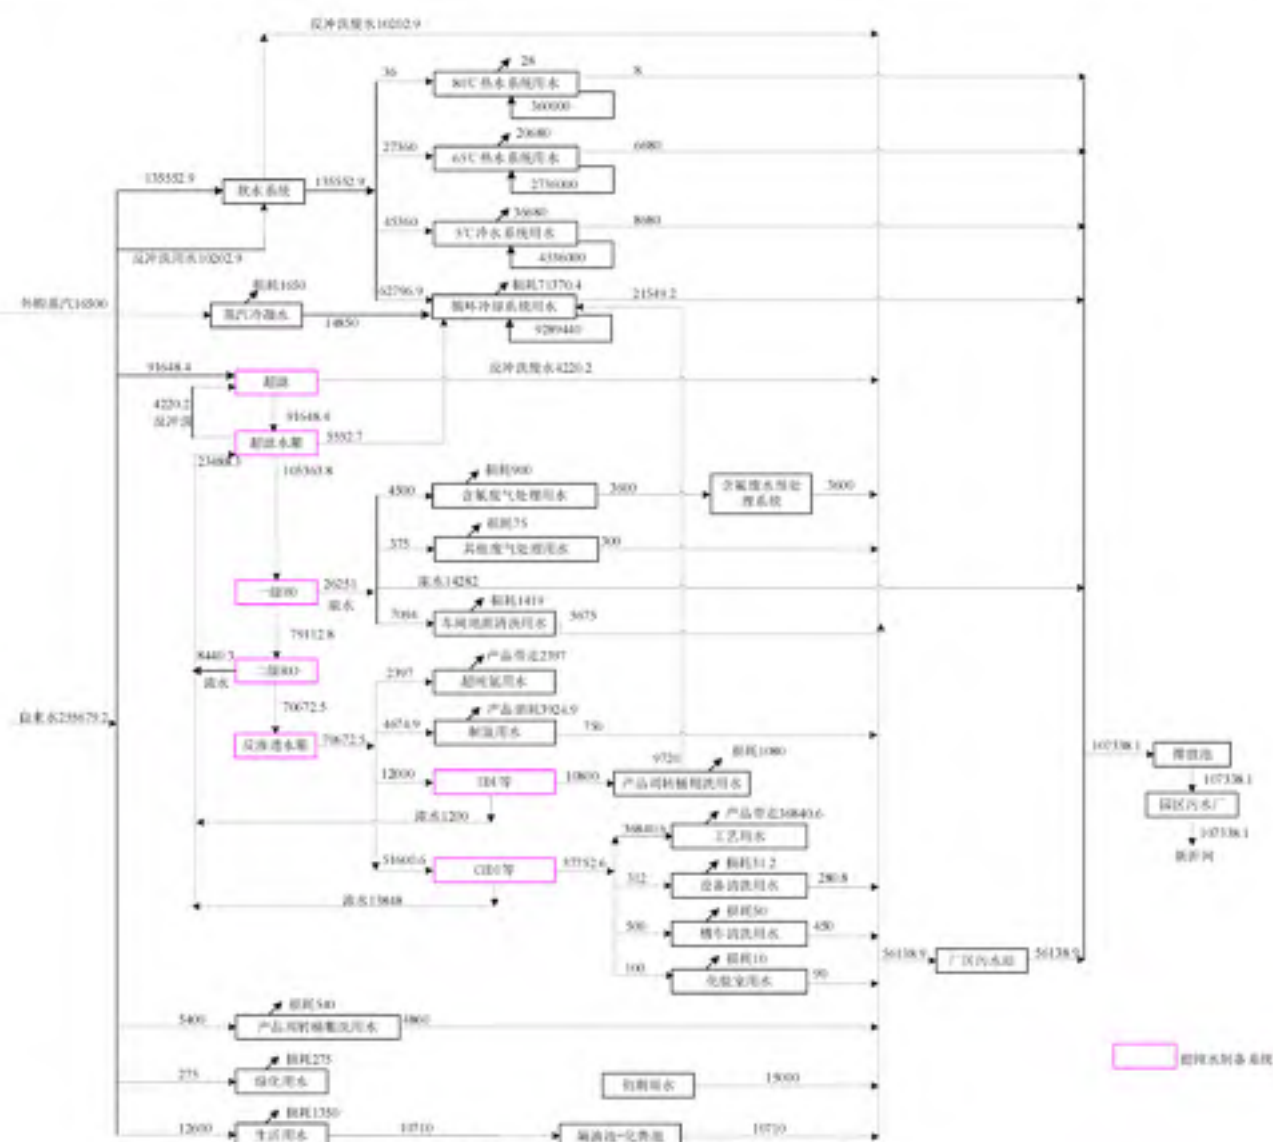 反冲洗废水10202.9
28
36
80℃热水系统用水
8
360000
20680
27360
65℃热水系统用水
6680
2736000
135552.9
软水系统
135552.9
36680
45360
5℃冷水系统用水
8680
4536000
反冲洗用水10202.9
损耗1650
外购蒸汽16500
蒸汽冷凝水
14850
62796.9
损耗71370.4
循环冷却系统用水
21549.2
9289440
91648.4
超滤
反冲洗废水4220.2
4220.2
反冲洗
91648.4
超滤水箱
5552.7
23488.3
105363.8
损耗900
4500
含氟废气处理用水
3600
含氟废水预处
理系统
3600
损耗75
375
其他废气处理用水
300
一级RO
26251
浓水
浓水14282
损耗1419
7094
车间地面清洗用水
5675
79112.8
8440.3
浓水
二级RO
产品带走2397
2397
超纯氨用水
70672.5
自来水255679.2
反渗透水箱
70672.5
产品消耗3924.9
4674.9
制氢用水
750
12000
EDI等
10800
9720
损耗1080
产品周转桶用洗用水
107338.1
107338.1
园区污水厂
107338.1
浓水1200
产品带走36840.6
36840.6
工艺用水
51600.6
CEDI等
37752.6
损耗31.2
312
设备清洗用水
280.8
浓水13848
损耗50
500
槽车清洗用水
450
损耗10
100
化验室用水
90
56138.9
厂区污水站
56138.9
损耗540
5400
产品周转桶粗洗用水
4860
损耗275
275
绿化用水
初期雨水
15000
超纯水制备系统
12600
生活用水
10710
隔油池+化粪池
10710